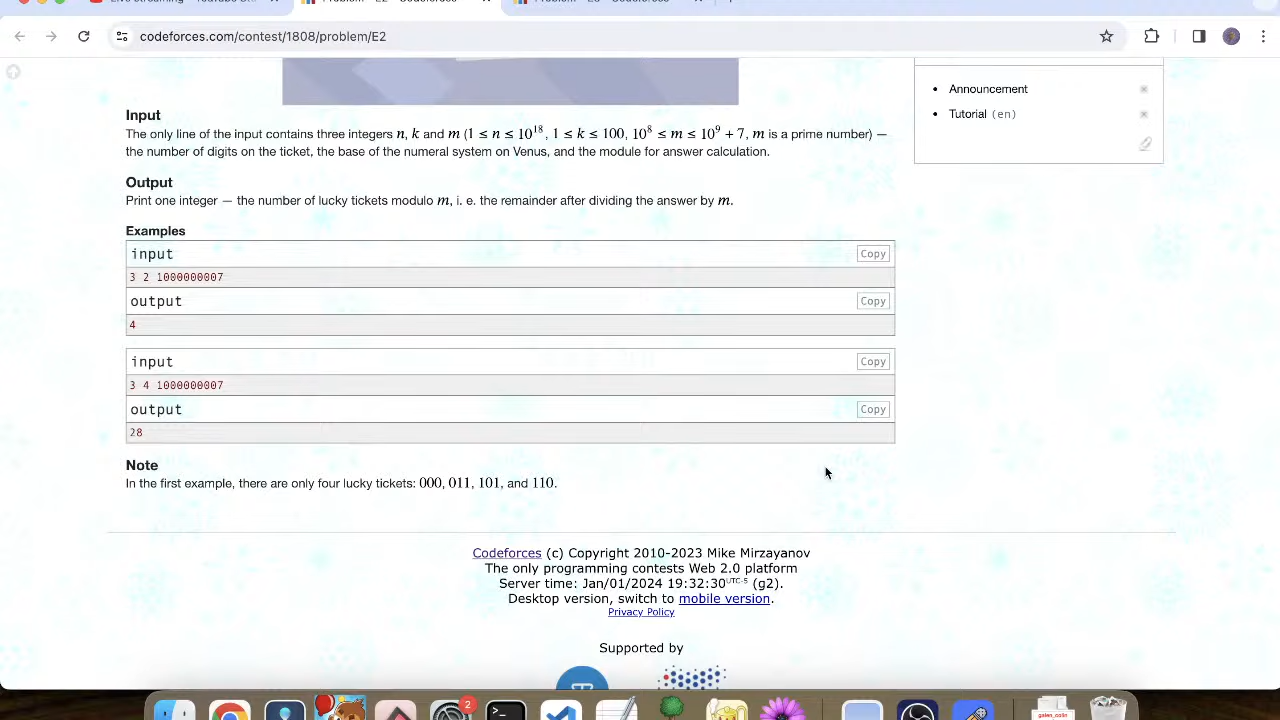 codeforces.com/contest/1808/problem/E2
Announcement
Tutorial (en)
Input
The only line of the input contains three integers n, k and m (1 ≤ n ≤ 10^18, 1 ≤ k ≤ 100, 10^8 ≤ m ≤ 10^9 + 7, m is a prime number) —
the number of digits on the ticket, the base of the numeral system on Venus, and the module for answer calculation.
Output
Print one integer — the number of lucky tickets modulo m, i. e. the remainder after dividing the answer by m.
Examples
input Copy
3 2 1000000007
output Copy
4
input Copy
3 4 1000000007
output Copy
28
Note
In the first example, there are only four lucky tickets: 000, 011, 101, and 110.
Codeforces (c) Copyright 2010-2023 Mike Mirzayanov
The only programming contests Web 2.0 platform
Server time: Jan/01/2024 19:32:30 UTC-5 (g2).
Desktop version, switch to mobile version.
Privacy Policy
Supported by
2
galen_colin